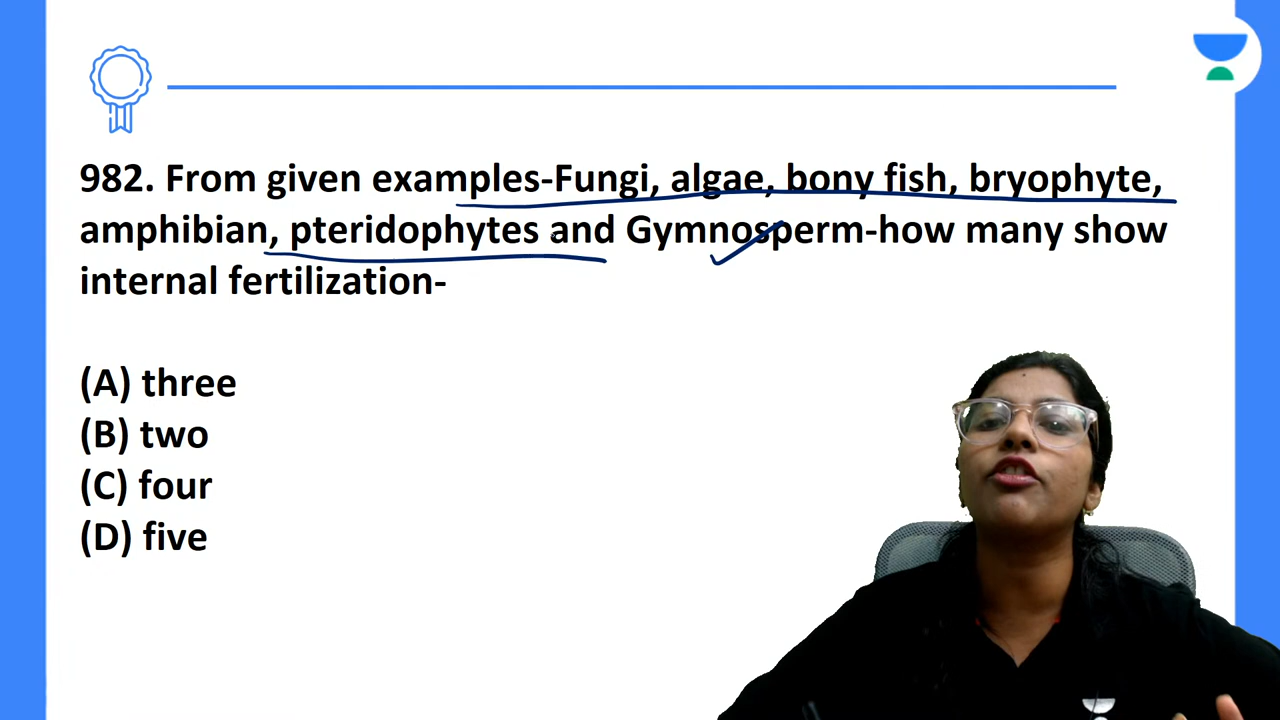 982. From given examples-Fungi, algae, bony fish, bryophyte,
amphibian, pteridophytes and Gymnosperm-how many show
internal fertilization-
(A) three
(B) two
(C) four
(D) five